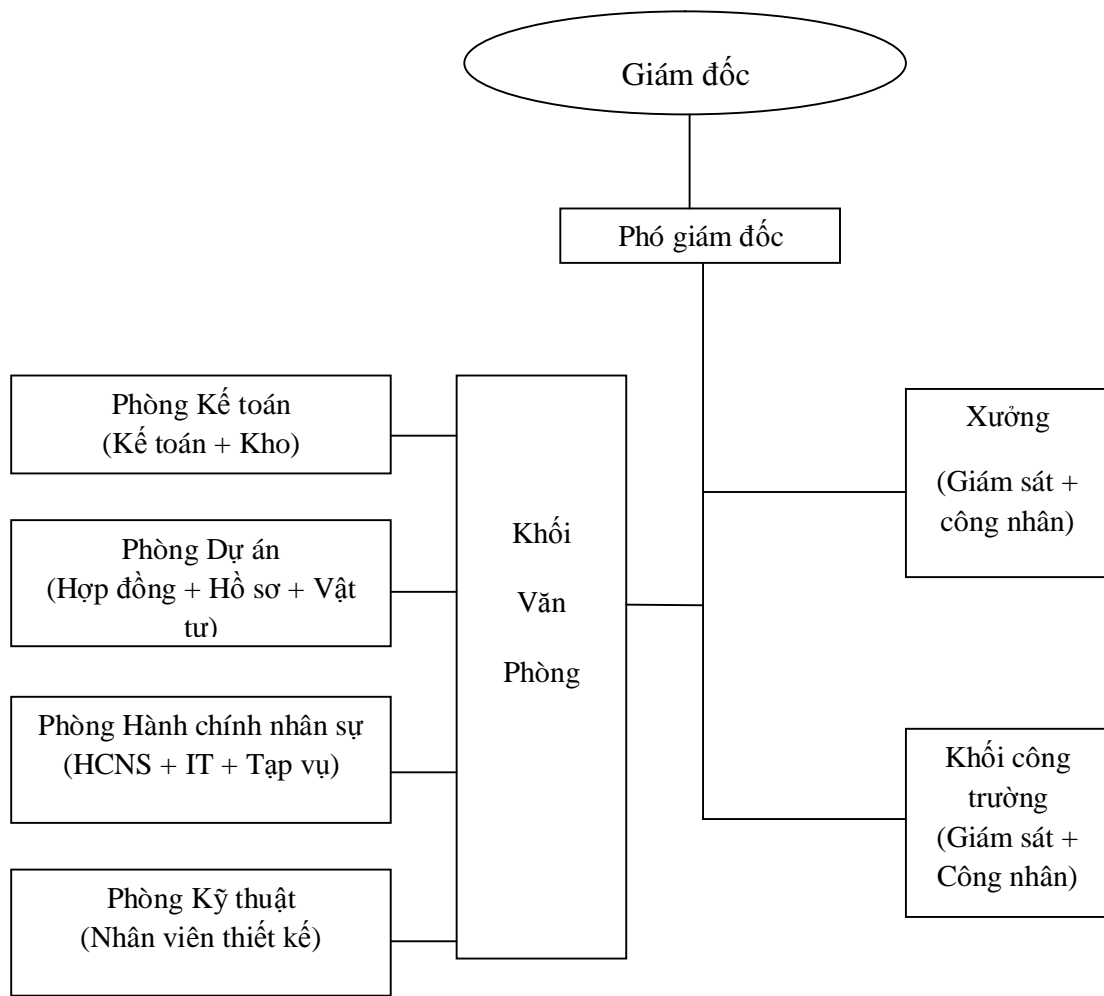 Giám đốc
Phó giám đốc
Phòng Kế toán
(Kế toán + Kho)
Phòng Dự án
(Hợp đồng + Hồ sơ + Vật
tư)
Phòng Hành chính nhân sự
(HCNS + IT + Tạp vụ)
Phòng Kỹ thuật
(Nhân viên thiết kế)
Khối
Văn
Phòng
Xưởng
(Giám sát +
công nhân)
Khối công
trường
(Giám sát +
Công nhân)